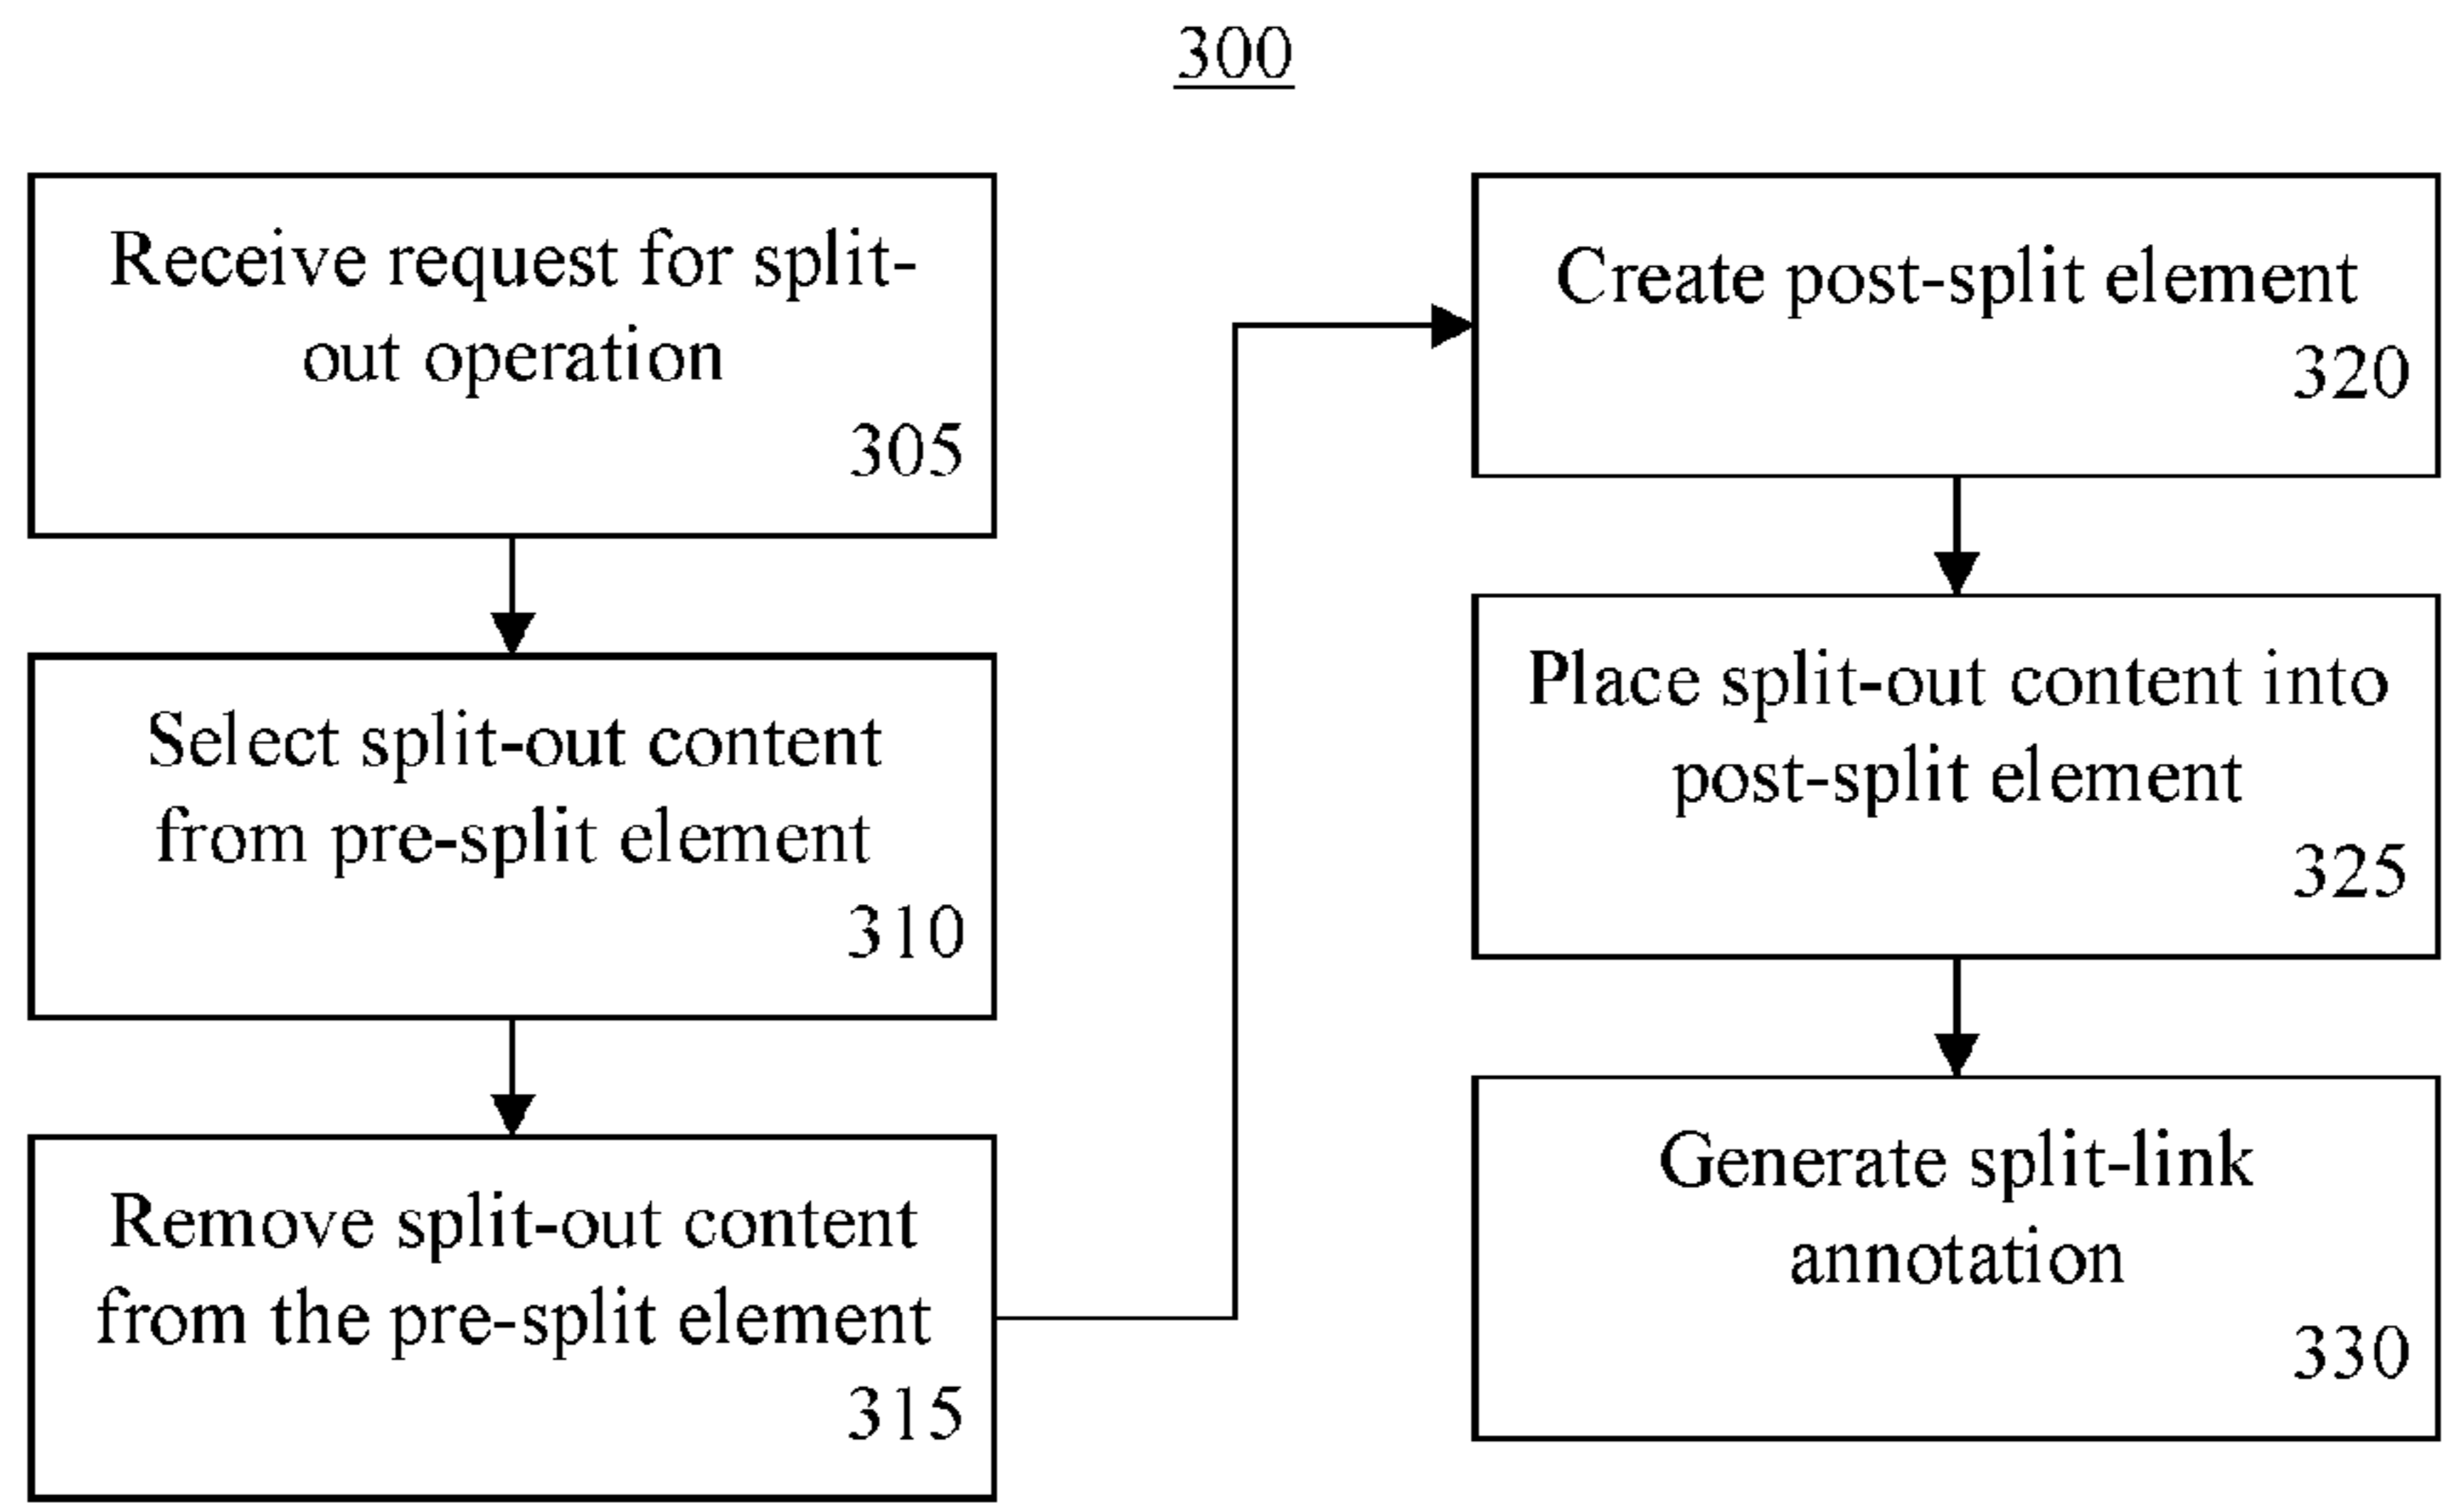 300
Receive request for split-
out operation
305
Select split-out content
from pre-split element
310
Remove split-out content
from the pre-split element
315
Create post-split element
320
Place split-out content into
post-split element
325
Generate split-link
annotation
330